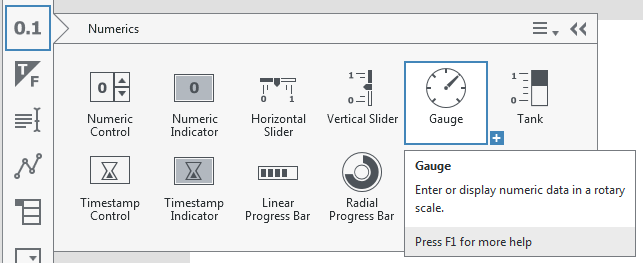 0.1
Numerics
T
F
0
Numeric
Control
0
Numeric
Indicator
0 1
Horizontal
Slider
1
0
Vertical Slider
Gauge
1
0
Tank
Timestamp
Control
Timestamp
Indicator
Linear
Progress Bar
Radial
Progress Bar
Gauge
Enter or display numeric data in a rotary
scale.
Press F1 for more help